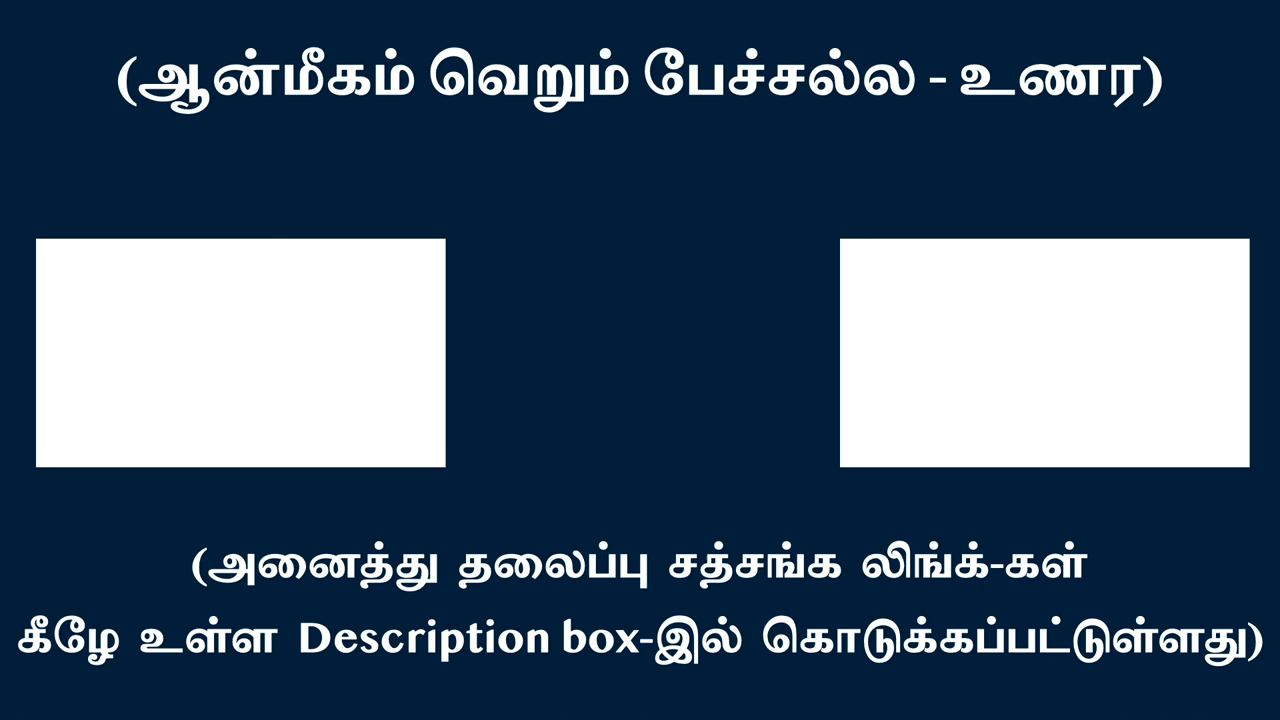 (ஆன்மீகம் வெறும் பேச்சல்ல - உணர)
(அனைத்து தலைப்பு சத்சங்க லிங்க்-கள்
கீழே உள்ள Description box-இல் கொடுக்கப்பட்டுள்ளது)